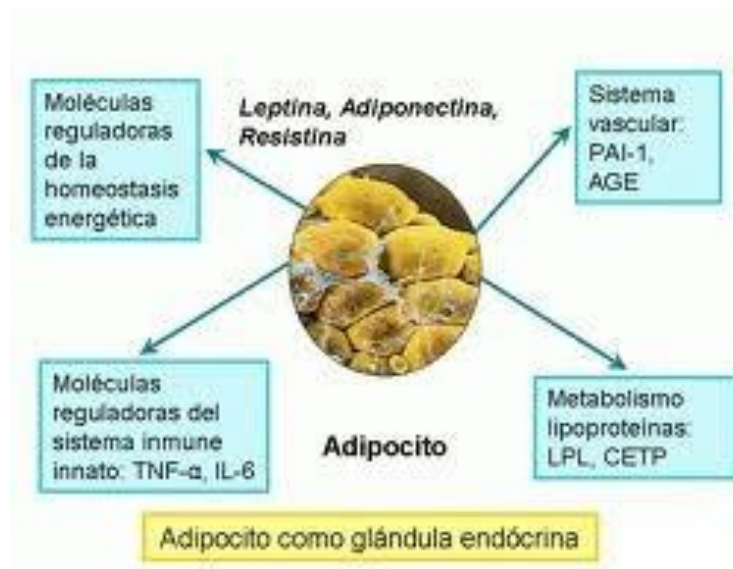 Moléculas
reguladoras
de la
homeostasis
energética
Leptina, Adiponectina,
Resistina
Sistema
vascular:
PAI-1,
AGE
Moléculas
reguladoras del
sistema inmune
innato: TNF-α, IL-6
Adipocito
Metabolismo
lipoproteínas:
LPL, CETP
Adipocito como glándula endócrina